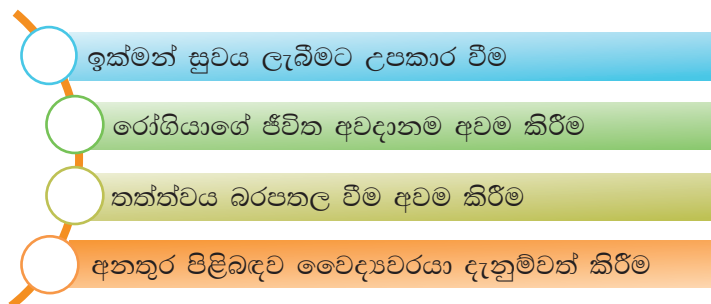 ඉක්මන් සුවය ලැබීමට උපකාර වීම
රෝගියාගේ ජීවිත අවදානම අවම කිරීම
තත්ත්වය බරපතල වීම අවම කිරීම
අනතුර පිළිබඳව වෛද්‍යවරයා දැනුම්වත් කිරීම